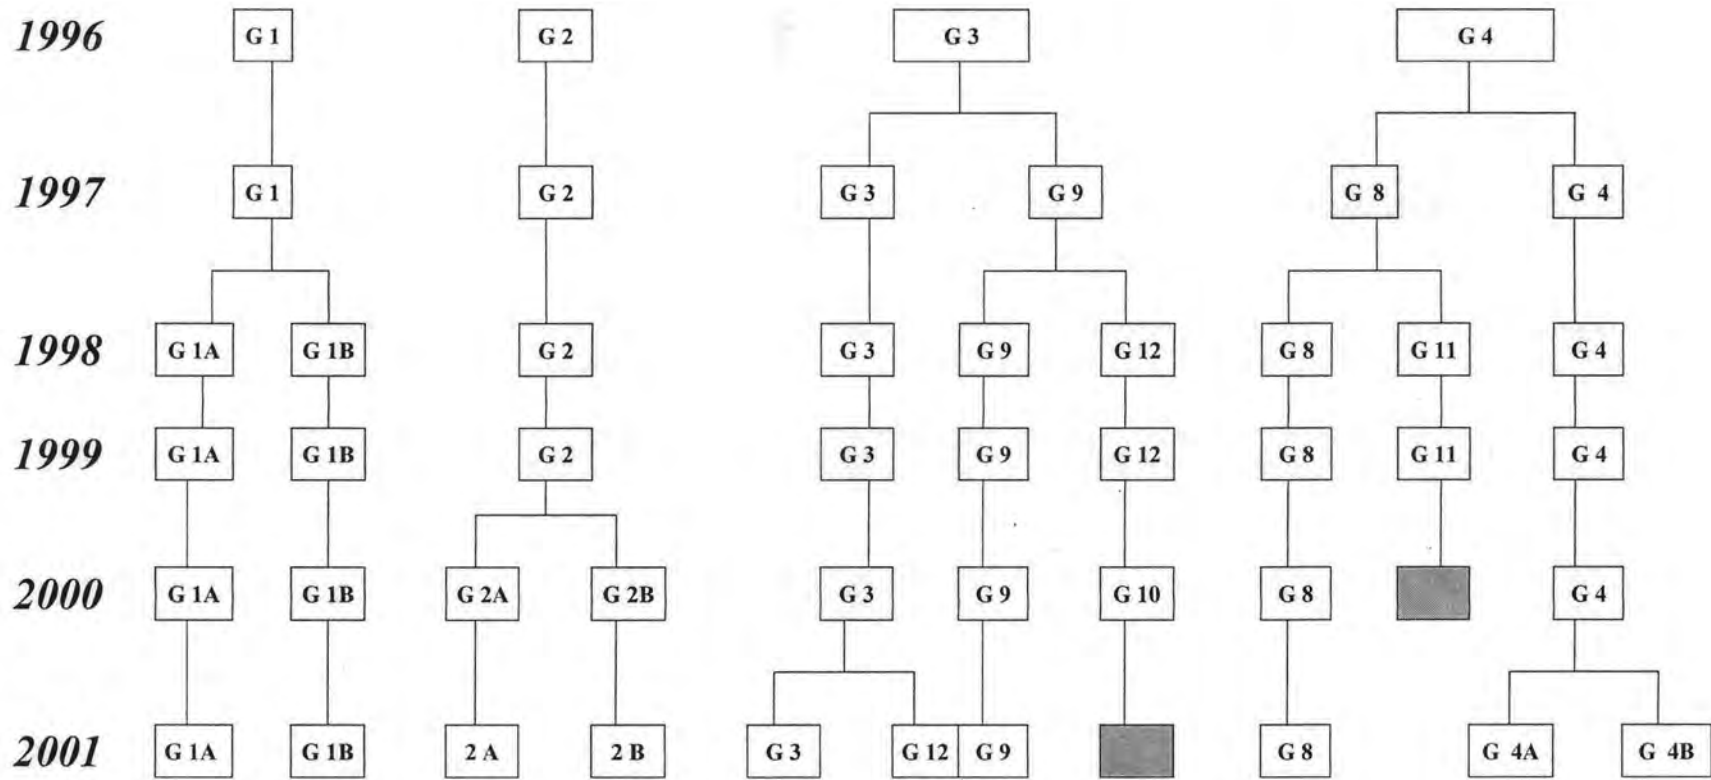 1996 G 1 G 2 G 3 G 4
1997 G 1 G 2 G 3 G 9 G 8 G 4
1998 G 1A G 1B G 2 G 3 G 9 G 12 G 8 G 11 G 4
1999 G 1A G 1B G 2 G 3 G 9 G 12 G 8 G 11 G 4
2000 G 1A G 1B G 2A G 2B G 3 G 9 G 10 G 8 G 4
2001 G 1A G 1B 2 A 2 B G 3 G 12 G 9 G 8 G 4A G 4B